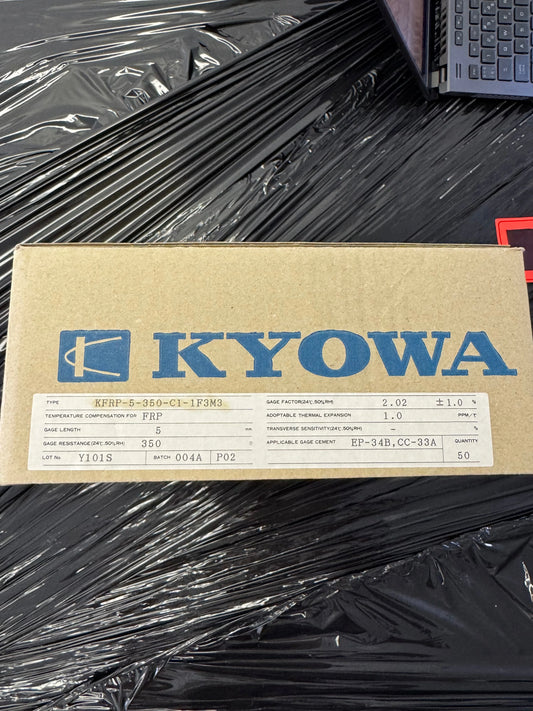 KYOWA
TYPE KFRP-5-350-C1-1F3M3
TEMPERATURE COMPENSATION FOR FRP
GAGE LENGTH 5 mm
GAGE RESISTANCE(24℃,50%RH) 350 Ω
LOT No Y101S BATCH 004A P02
GAGE FACTOR(24℃,50%RH) 2.02 ±1.0 %
ADOPTABLE THERMAL EXPANSION 1.0 PPM/℃
TRANSVERSE SENSITIVITY(24℃,50%RH) - %
APPLICABLE GAGE CEMENT EP-34B,CC-33A QUANTITY
50